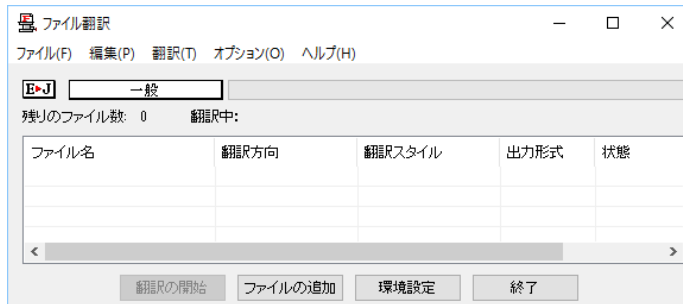 ファイル翻訳
ファイル(F) 編集(P) 翻訳(T) オプション(O) ヘルプ(H)
E▸J 一般
残りのファイル数: 0 翻訳中:
ファイル名 翻訳方向 翻訳スタイル 出力形式 状態
翻訳の開始 ファイルの追加 環境設定 終了